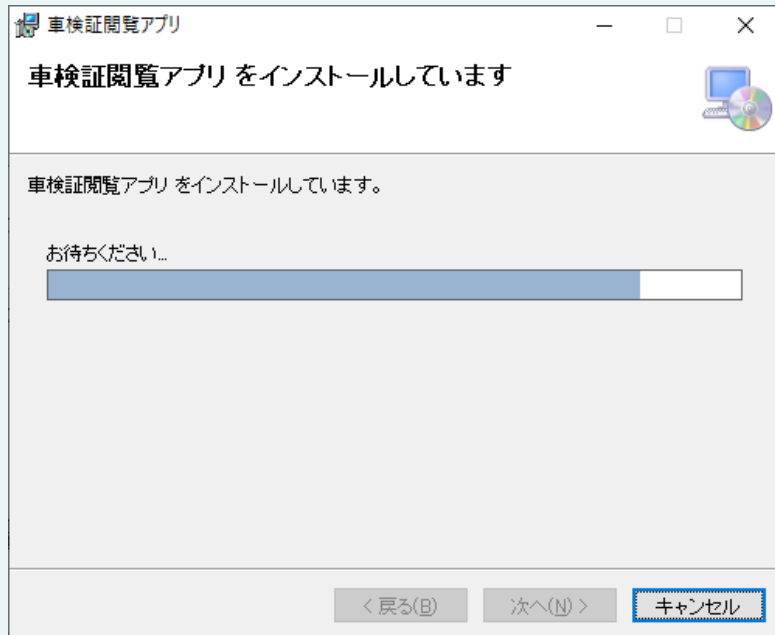 車検証閲覧アプリ
車検証閲覧アプリ をインストールしています
車検証閲覧アプリ をインストールしています。
お待ちください...
< 戻る(B)
次へ(N) >
キャンセル